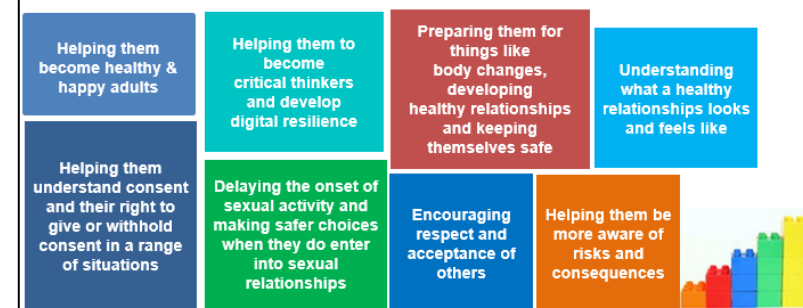 Helping them
become healthy &
happy adults
Helping them to
become
critical thinkers
and develop
digital resilience
Preparing them for
things like
body changes,
developing
healthy relationships
and keeping
themselves safe
Understanding
what a healthy
relationships looks
and feels like
Helping them
understand consent
and their right to
give or withhold
consent in a range
of situations
Delaying the onset of
sexual activity and
making safer choices
when they do enter
into sexual
relationships
Encouraging
respect and
acceptance of
others
Helping them be
more aware of
risks and
consequences